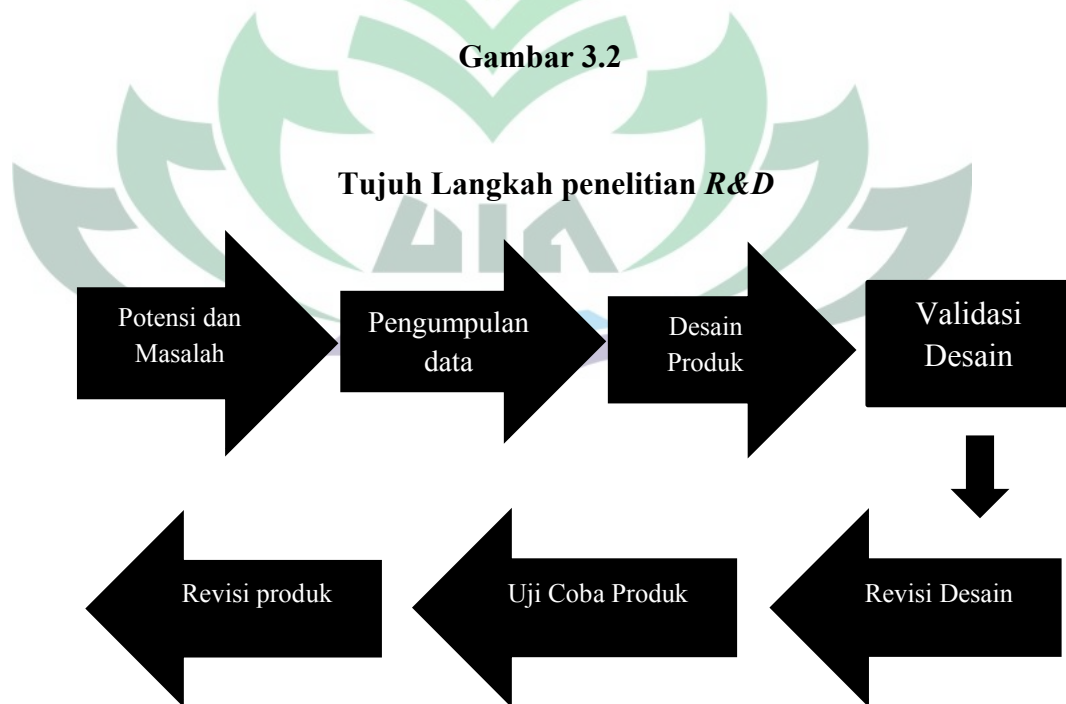 Gambar 3.2
Tujuh Langkah penelitian R&D
Potensi dan
Masalah
Pengumpulan
data
Desain
Produk
Validasi
Desain
Revisi Desain
Uji Coba Produk
Revisi produk